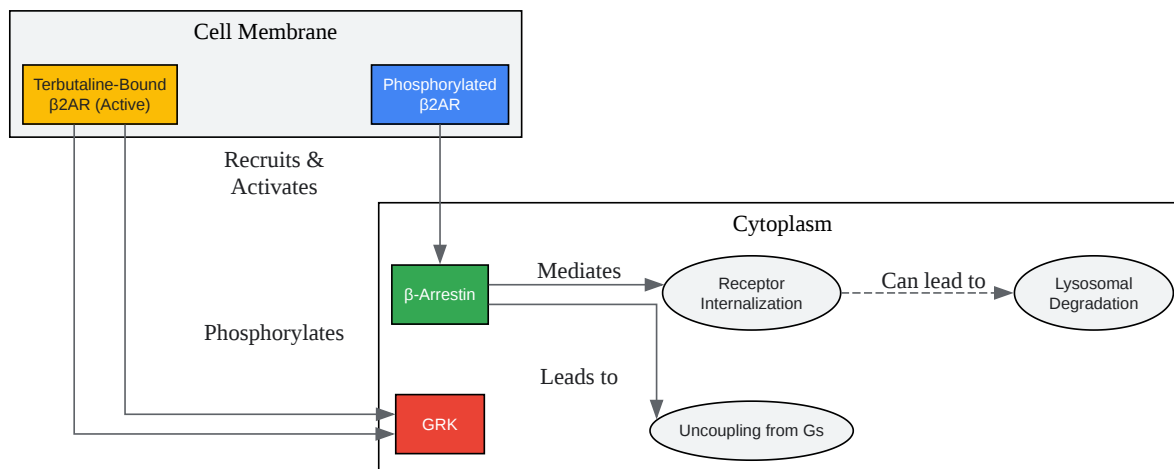 Cell Membrane
Terbutaline-Bound
β2AR (Active)
Phosphorylated
β2AR
Recruits &
Activates
Cytoplasm
β-Arrestin
Mediates
Receptor
Internalization
Can lead to
Lysosomal
Degradation
Phosphorylates
Leads to
GRK
Uncoupling from Gs